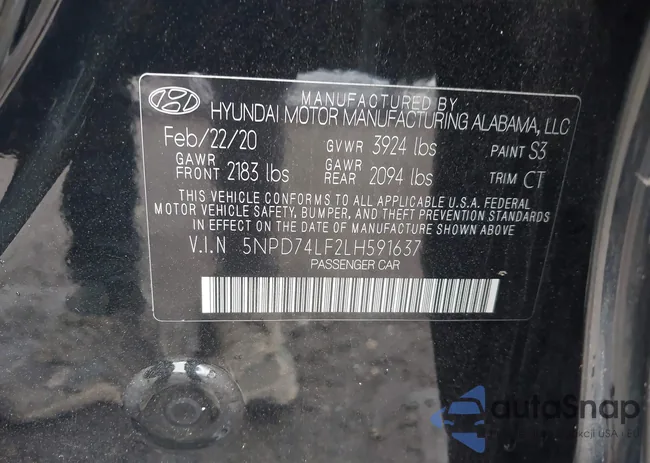 MANUFACTURED BY
HYUNDAI MOTOR MANUFACTURING ALABAMA, LLC
Feb/22/20 GVWR 3924 lbs PAINT S3
GAWR FRONT 2183 lbs GAWR REAR 2094 lbs TRIM CT
THIS VEHICLE CONFORMS TO ALL APPLICABLE U.S.A. FEDERAL
MOTOR VEHICLE SAFETY, BUMPER, AND THEFT PREVENTION STANDARDS
IN EFFECT ON THE DATE OF MANUFACTURE SHOWN ABOVE.
V.I.N 5NPD74LF2LH591637
PASSENGER CAR
autoSnap
USA i EU